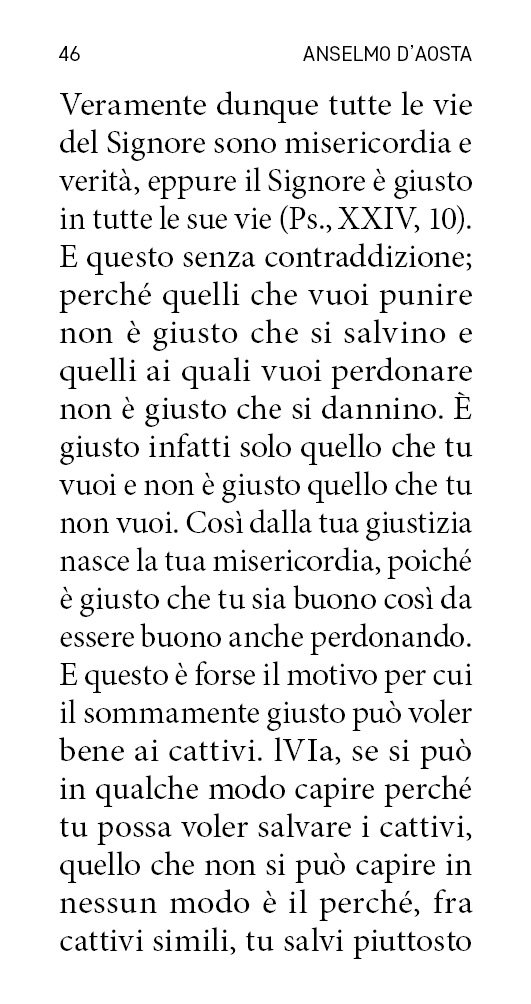 46 ANSELMO D'AOSTA
Veramente dunque tutte le vie
del Signore sono misericordia e
verità, eppure il Signore è giusto
in tutte le sue vie (Ps., XXIV, 10).
E questo senza contraddizione;
perché quelli che vuoi punire
non è giusto che si salvino e
quelli ai quali vuoi perdonare
non è giusto che si dannino. È
giusto infatti solo quello che tu
vuoi e non è giusto quello che tu
non vuoi. Così dalla tua giustizia
nasce la tua misericordia, poiché
è giusto che tu sia buono così da
essere buono anche perdonando.
E questo è forse il motivo per cui
il sommamente giusto può voler
bene ai cattivi. lVIa, se si può
in qualche modo capire perché
tu possa voler salvare i cattivi,
quello che non si può capire in
nessun modo è il perché, fra
cattivi simili, tu salvi piuttosto